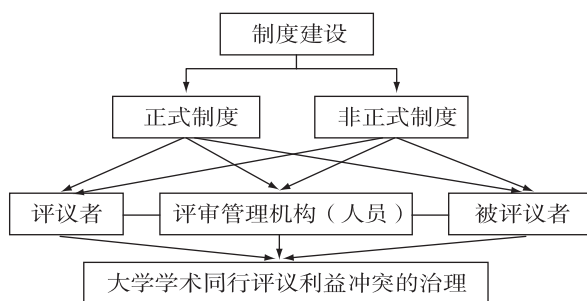 制度建设
正式制度
非正式制度
评议者
评审管理机构（人员）
被评议者
大学学术同行评议利益冲突的治理